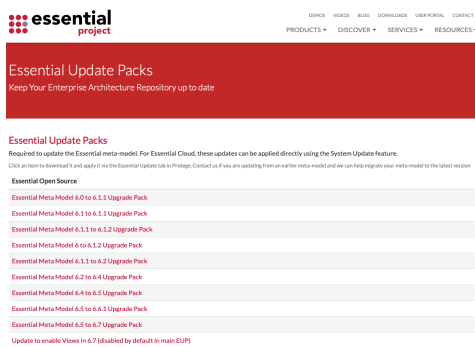 essential
project
DEMOS VIDEOS BLOG DOWNLOADS USER PORTAL CONTACT
PRODUCTS DISCOVER SERVICES RESOURCES
Essential Update Packs
Keep Your Enterprise Architecture Repository up to date
Essential Update Packs
Required to update the Essential meta-model. For Essential Cloud, these updates can be applied directly using the System Update feature.
Click an item to download it and apply it via the Essential Update tab in Protege. Contact us if you are updating from an earlier meta-model and we can help migrate your meta-model to the latest version
Essential Open Source
Essential Meta Model 6.0 to 6.1.1 Upgrade Pack
Essential Meta Model 6.1 to 6.1.1 Upgrade Pack
Essential Meta Model 6.1.1 to 6.1.2 Upgrade Pack
Essential Meta Model 6 to 6.1.2 Upgrade Pack
Essential Meta Model 6.1.1 to 6.2 Upgrade Pack
Essential Meta Model 6.2 to 6.4 Upgrade Pack
Essential Meta Model 6.4 to 6.5 Upgrade Pack
Essential Meta Model 6.5 to 6.6.1 Upgrade Pack
Essential Meta Model 6.5 to 6.7 Upgrade Pack
Update to enable Views in 6.7 (disabled by default in main EUP)